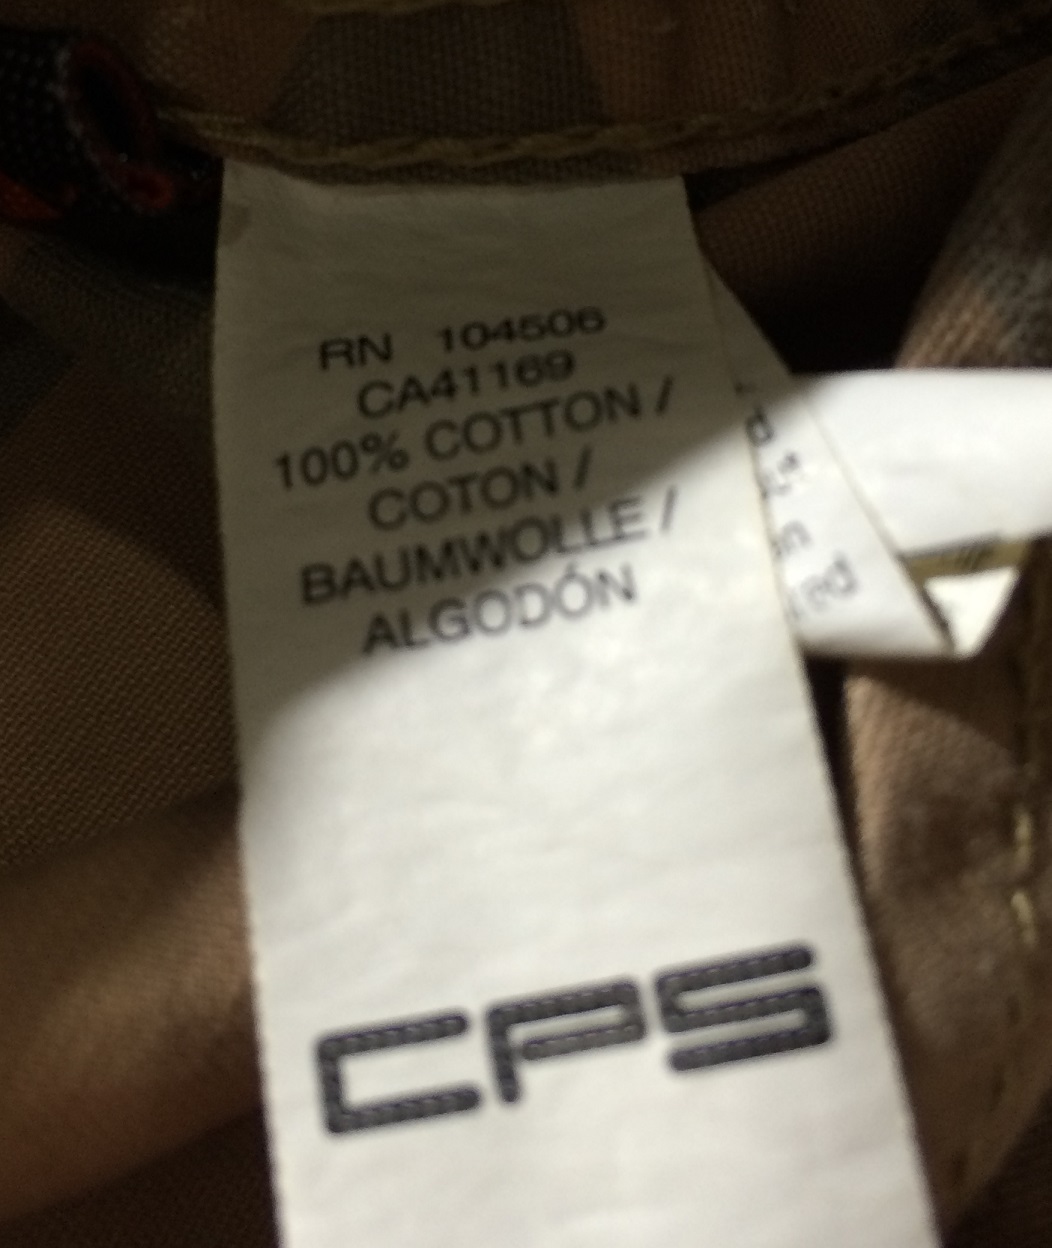 RN 104506
CA41169
100% COTTON /
COTON /
BAUMWOLLE /
ALGODÓN
CPS